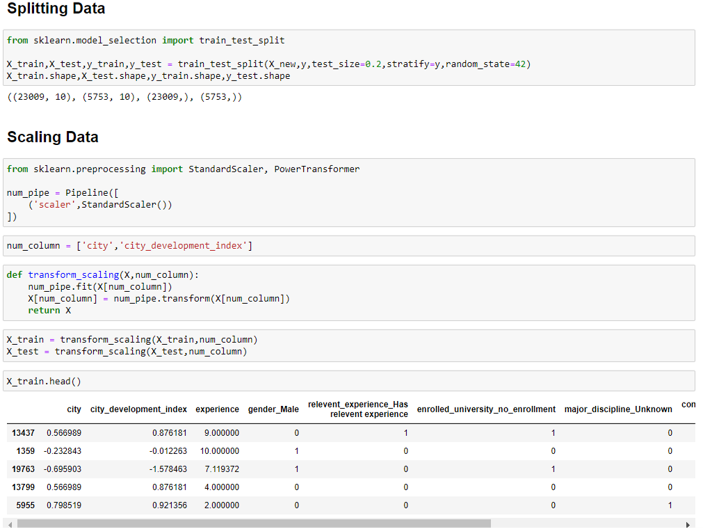 Splitting Data
from sklearn.model_selection import train_test_split
X_train,X_test,y_train,y_test = train_test_split(X_new,y,test_size=0.2,stratify=y,random_state=42)
X_train.shape,X_test.shape,y_train.shape,y_test.shape
((23009, 10), (5753, 10), (23009,), (5753,))
Scaling Data
from sklearn.preprocessing import StandardScaler, PowerTransformer
num_pipe = Pipeline([
    ('scaler',StandardScaler())
])
num_column = ['city','city_development_index']
def transform_scaling(X,num_column):
    num_pipe.fit(X[num_column])
    X[num_column] = num_pipe.transform(X[num_column])
    return X
X_train = transform_scaling(X_train,num_column)
X_test = transform_scaling(X_test,num_column)
X_train.head()
city city_development_index experience gender_Male relevent_experience_Has relevent experience enrolled_university_no_enrollment major_discipline_Unknown con
13437 0.566989 0.876181 9.000000 0 1 1 0
1359 -0.232843 -0.012263 10.000000 1 0 0 0
19763 -0.695903 -1.578463 7.119372 1 0 1 0
13799 0.566989 0.876181 4.000000 0 0 0 0
5955 0.798519 0.921356 2.000000 0 0 0 1